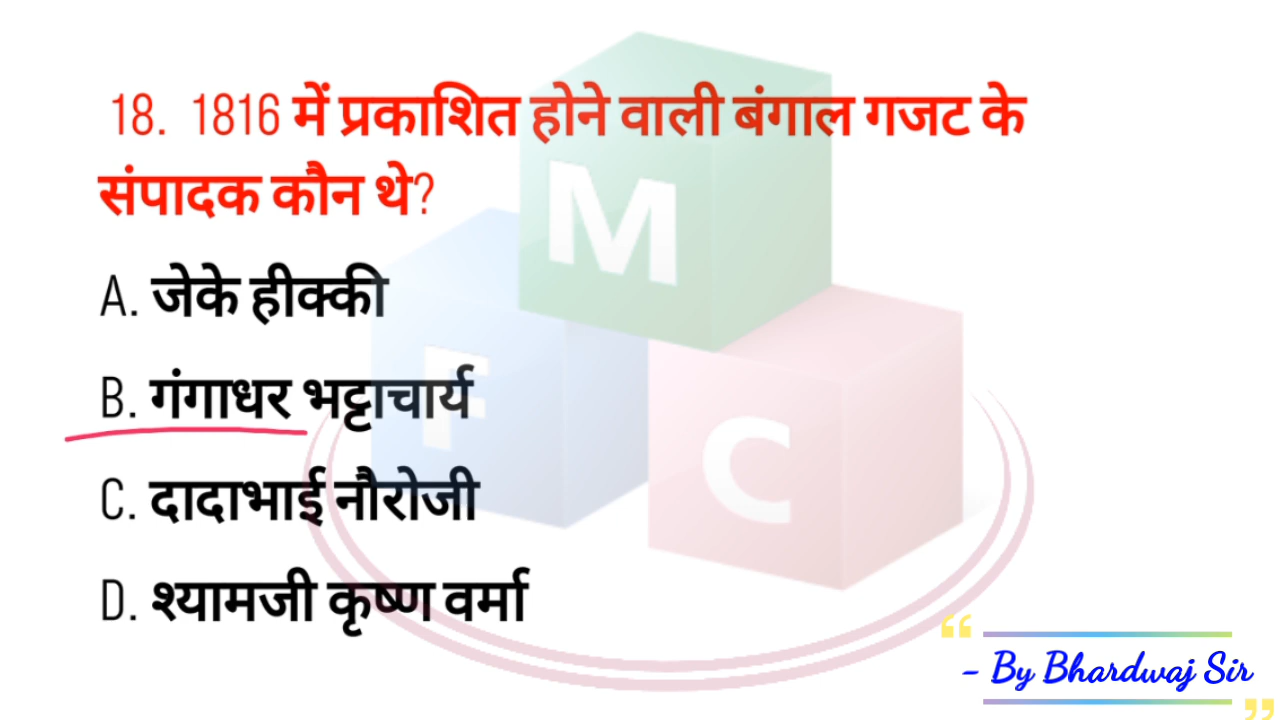 18. 1816 में प्रकाशित होने वाली बंगाल गजट के
संपादक कौन थे?
A. जेके हीक्की
B. गंगाधर भट्टाचार्य
C. दादाभाई नौरोजी
D. श्यामजी कृष्ण वर्मा
M
F
C
“
- By Bhardwaj Sir
”